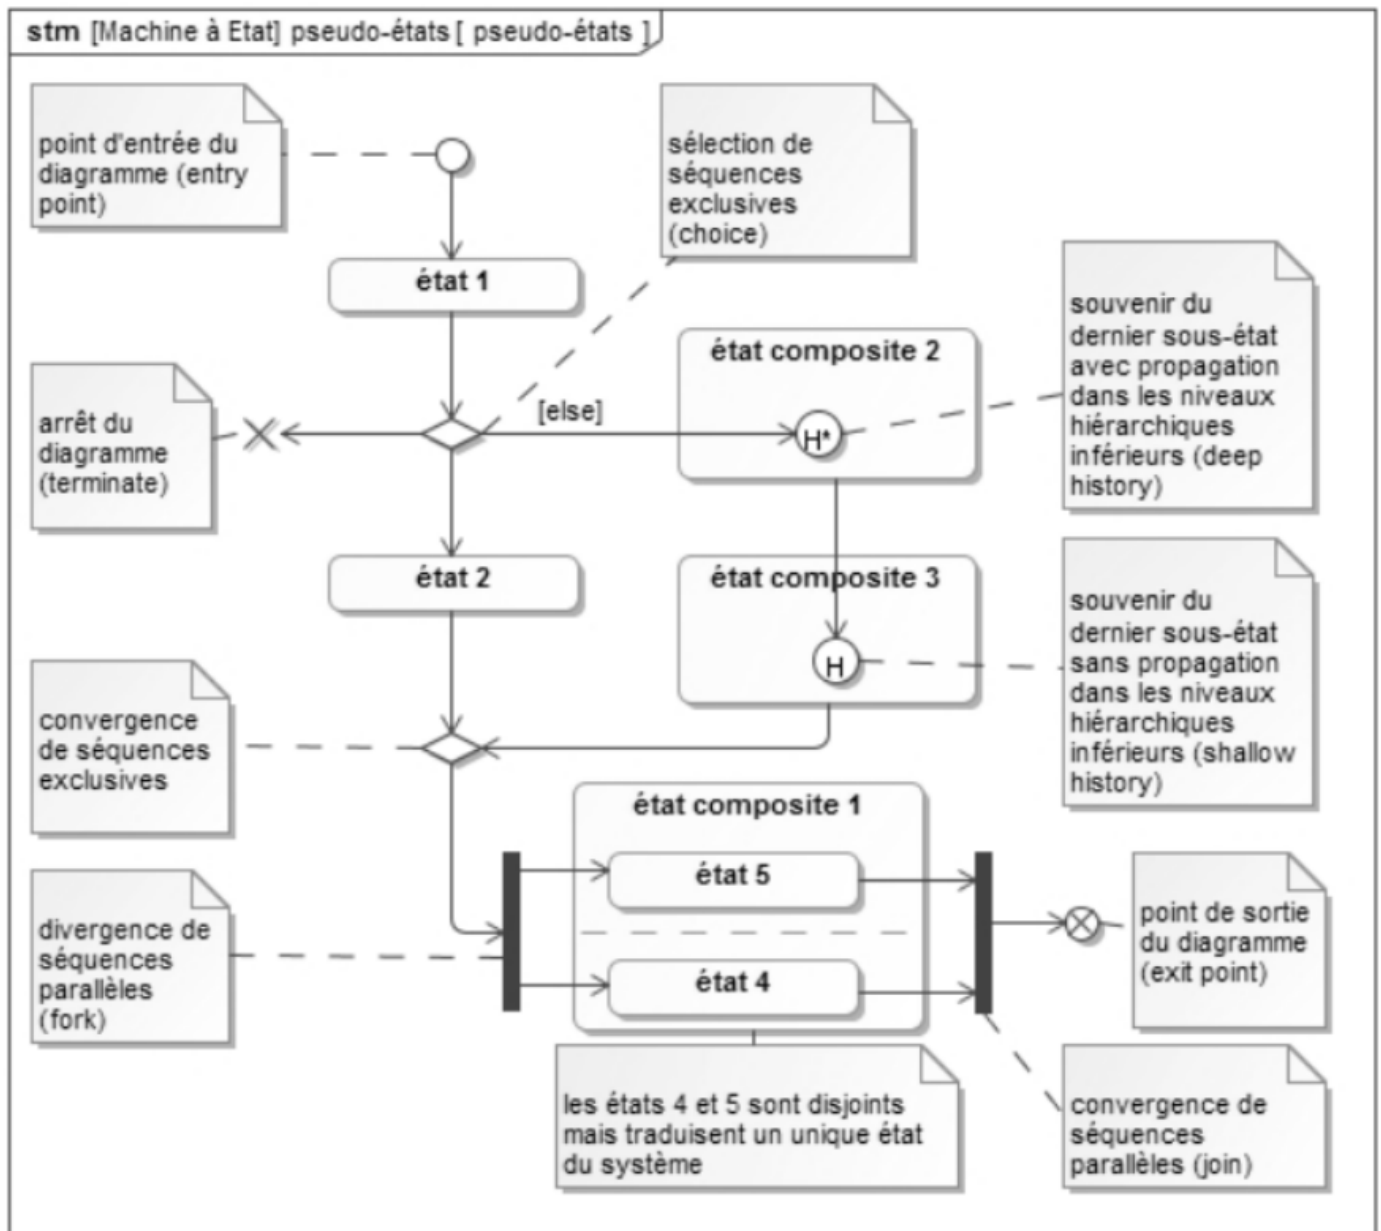 stm [Machine à Etat] pseudo-états [ pseudo-états ]
point d'entrée du
diagramme (entry
point)
sélection de
séquences
exclusives
(choice)
état 1
souvenir du
dernier sous-état
avec propagation
dans les niveaux
hiérarchiques
inférieurs (deep
history)
état composite 2
arrêt du
diagramme
(terminate)
[else]
H*
état 2
état composite 3
souvenir du
dernier sous-état
sans propagation
dans les niveaux
hiérarchiques
inférieurs (shallow
history)
H
convergence
de séquences
exclusives
état composite 1
état 5
divergence de
séquences
parallèles
(fork)
état 4
point de sortie
du diagramme
(exit point)
les états 4 et 5 sont disjoints
mais traduisent un unique état
du système
convergence de
séquences
parallèles (join)